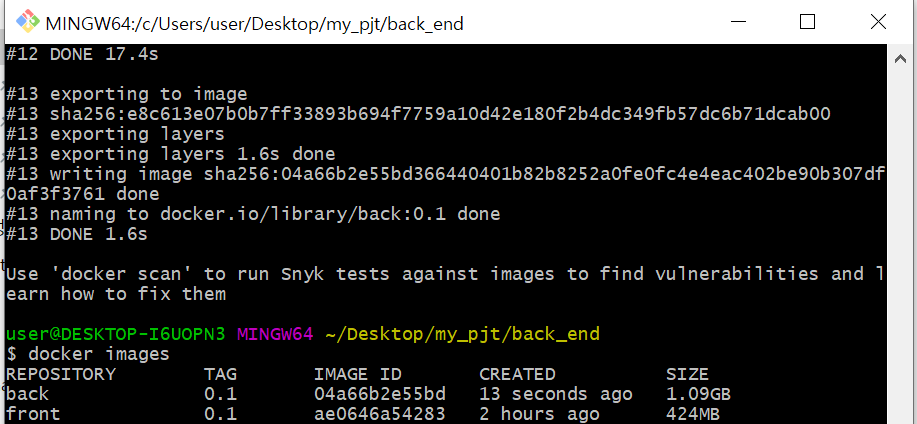 MINGW64:/c/Users/user/Desktop/my_pjt/back_end
#12 DONE 17.4s
#13 exporting to image
#13 sha256:e8c613e07b0b7ff33893b694f7759a10d42e180f2b4dc349fb57dc6b71dcab00
#13 exporting layers
#13 exporting layers 1.6s done
#13 writing image sha256:04a66b2e55bd366440401b82b8252a0fe0fc4e4eac402be90b307df
0af3f3761 done
#13 naming to docker.io/library/back:0.1 done
#13 DONE 1.6s
Use 'docker scan' to run Snyk tests against images to find vulnerabilities and l
earn how to fix them
user@DESKTOP-I6UOPN3 MINGW64 ~/Desktop/my_pjt/back_end
$ docker images
REPOSITORY TAG IMAGE ID CREATED SIZE
back 0.1 04a66b2e55bd 13 seconds ago 1.09GB
front 0.1 ae0646a54283 2 hours ago 424MB